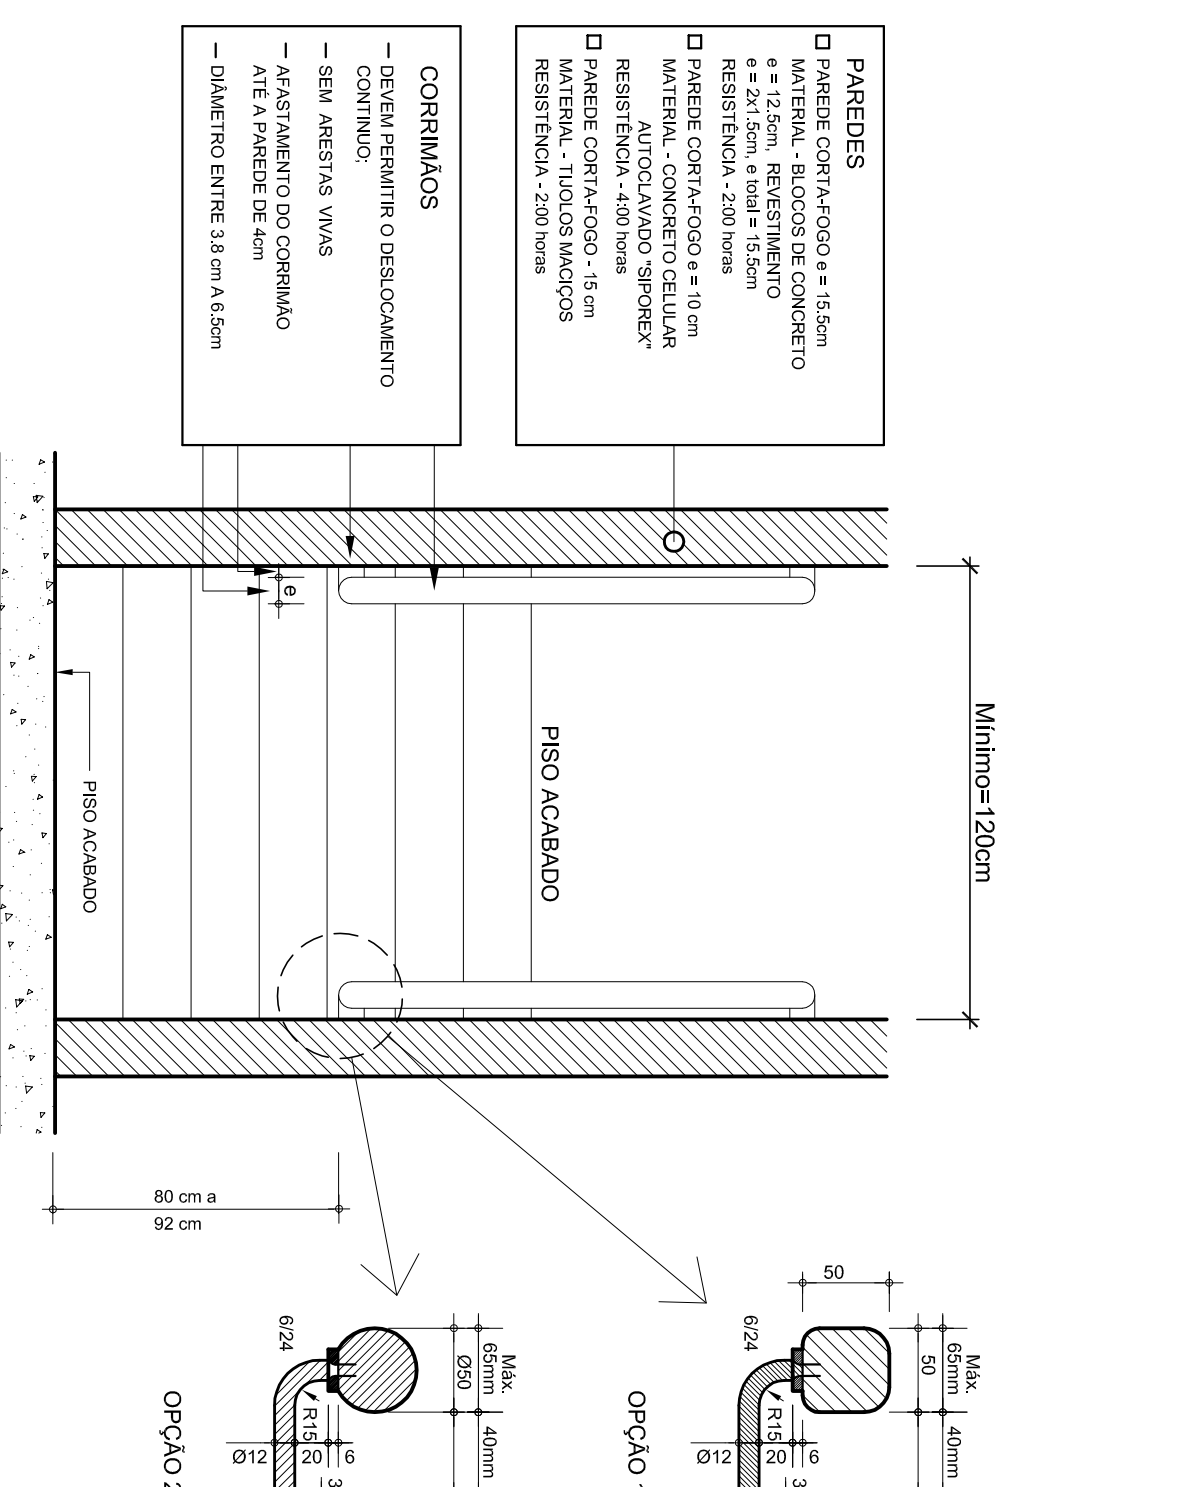 PAREDES
PAREDE CORTA-FOGO e = 15.5cm
MATERIAL - BLOCOS DE CONCRETO
e = 12.5cm, REVESTIMENTO
e = 2x1.5cm, e total = 15.5cm
RESISTÊNCIA - 2:00 horas
PAREDE CORTA-FOGO e = 10 cm
MATERIAL - CONCRETO CELULAR
AUTOCLAVADO "SIPOREX"
RESISTÊNCIA - 4:00 horas
PAREDE CORTA-FOGO - 15 cm
MATERIAL - TIJOLOS MACIÇOS
RESISTÊNCIA - 2:00 horas
CORRIMÃOS
- DEVEM PERMITIR O DESLOCAMENTO
CONTINUO;
- SEM ARESTAS VIVAS
- AFASTAMENTO DO CORRIMÃO
ATÉ A PAREDE DE 4cm
- DIÂMETRO ENTRE 3.8 cm A 6.5cm
Mínimo=120cm
PISO ACABADO
e
PISO ACABADO
80 cm a
92 cm
50
Máx.
65mm
40mm
50
6/24
R15
Ø12
20
6
3
OPÇÃO
Máx.
65mm
40mm
Ø50
6/24
R15
Ø12
20
6
3
OPÇÃO 2